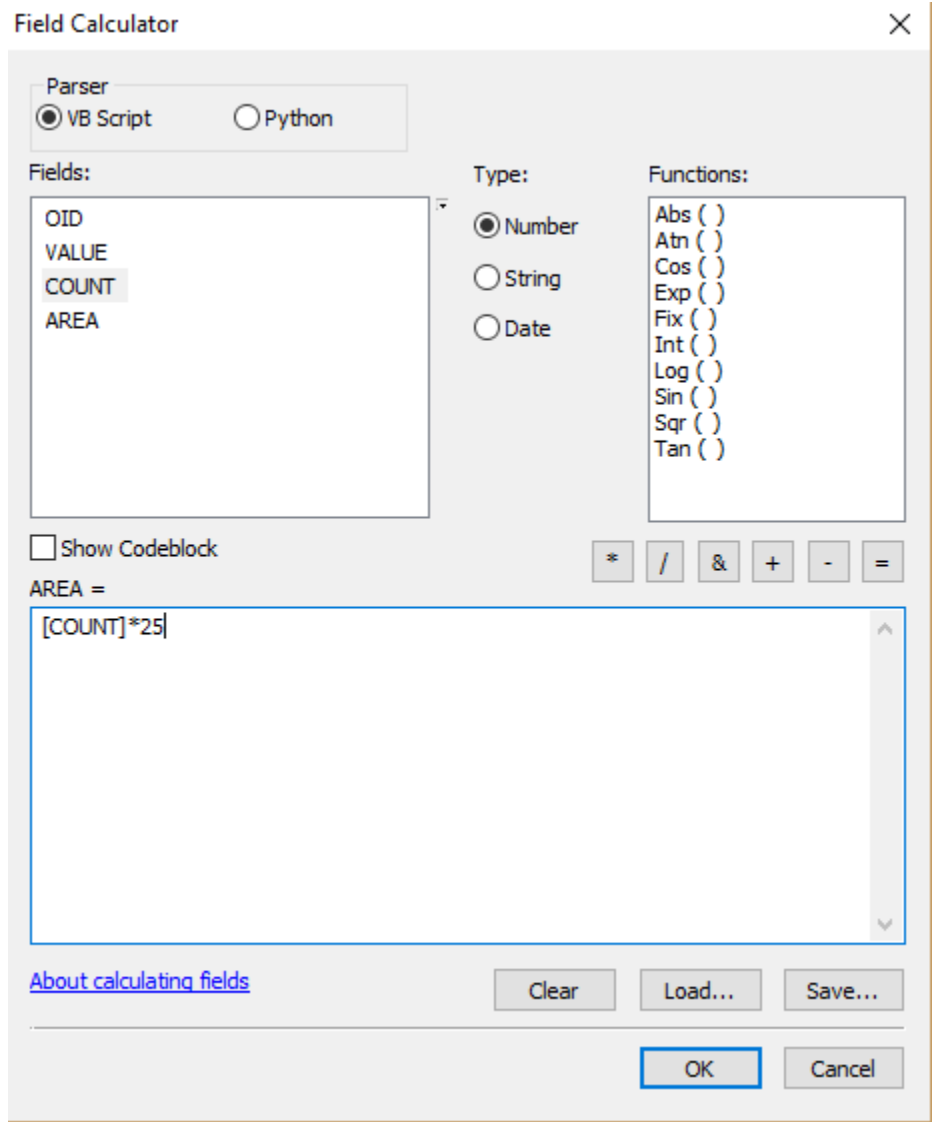 Field Calculator
Parser
VB Script
Python
Fields:
OID
VALUE
COUNT
AREA
Type:
Number
String
Date
Functions:
Abs ( )
Atn ( )
Cos ( )
Exp ( )
Fix ( )
Int ( )
Log ( )
Sin ( )
Sqr ( )
Tan ( )
Show Codeblock
* / & + - =
AREA =
[COUNT]*25
About calculating fields
Clear
Load...
Save...
OK
Cancel